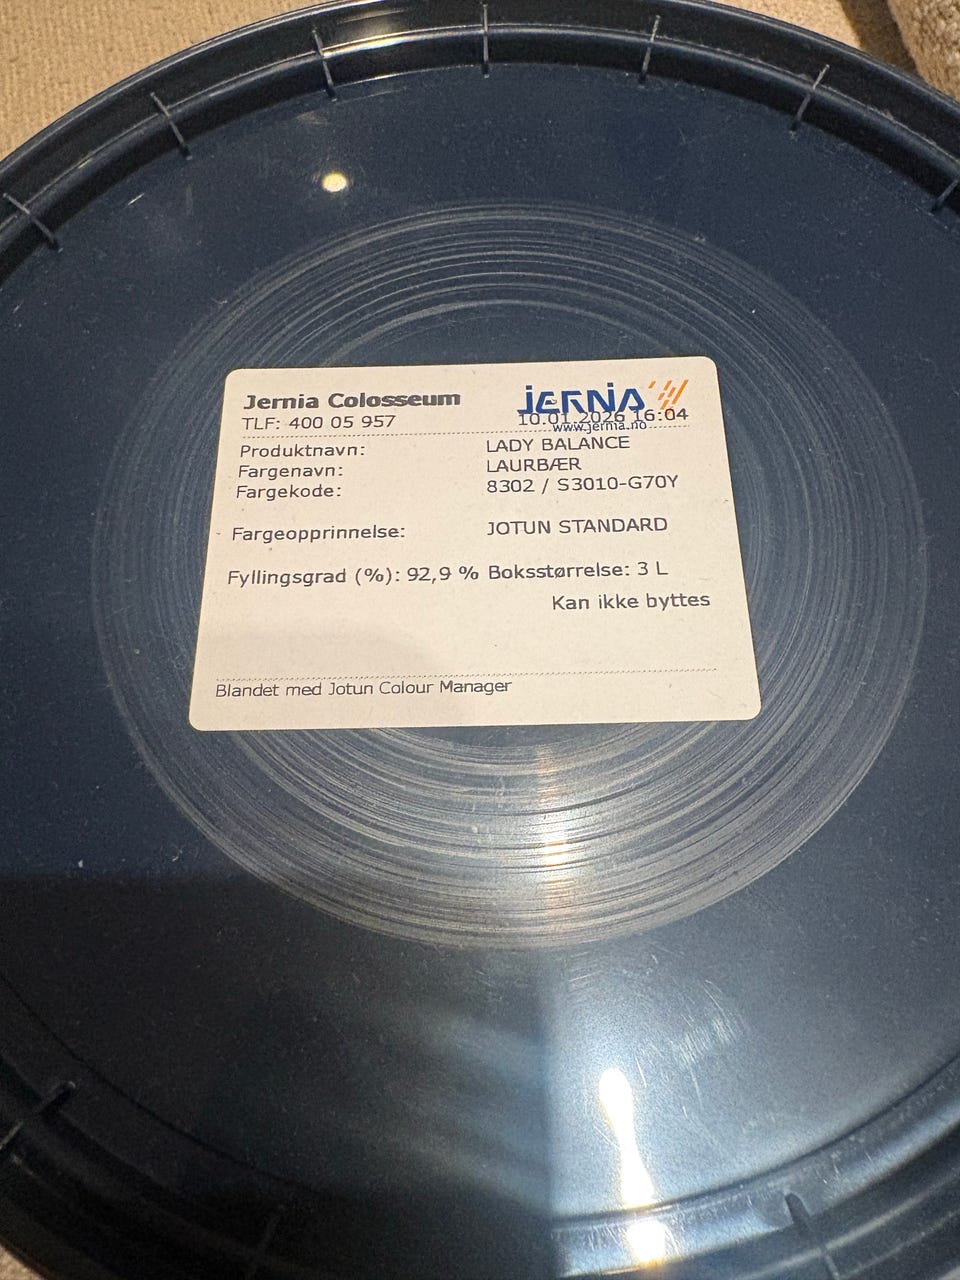 Jernia Colosseum
JERNIA
TLF: 400 05 957
10.01.2026 16:04
www.jernia.no
Produktnavn: LADY BALANCE
Fargenavn: LAURBÆR
Fargekode: 8302 / S3010-G70Y
Fargeopprinnelse: JOTUN STANDARD
Fyllingsgrad (%): 92,9 % Boksstørrelse: 3 L
Kan ikke byttes
Blandet med Jotun Colour Manager